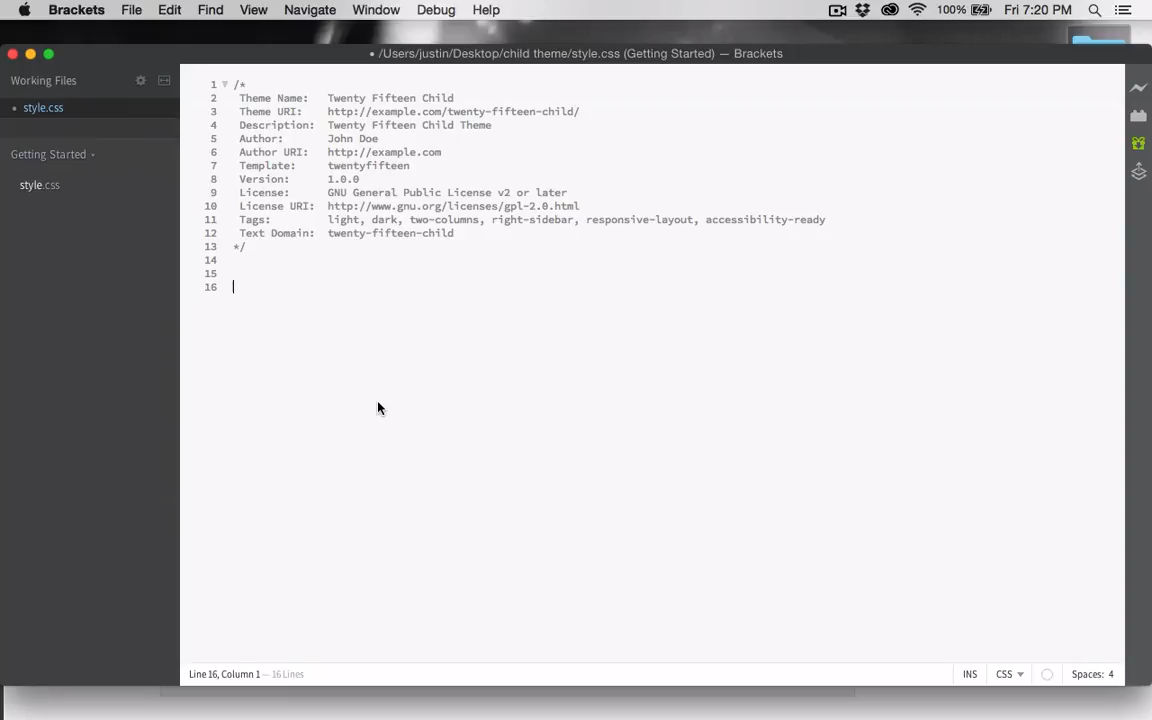 Brackets File Edit Find View Navigate Window Debug Help 100% Fri 7:20 PM
• /Users/justin/Desktop/child theme/style.css (Getting Started) — Brackets
Working Files
• style.css
Getting Started
style.css
1 /*
2 Theme Name: Twenty Fifteen Child
3 Theme URI: http://example.com/twenty-fifteen-child/
4 Description: Twenty Fifteen Child Theme
5 Author: John Doe
6 Author URI: http://example.com
7 Template: twentyfifteen
8 Version: 1.0.0
9 License: GNU General Public License v2 or later
10 License URI: http://www.gnu.org/licenses/gpl-2.0.html
11 Tags: light, dark, two-columns, right-sidebar, responsive-layout, accessibility-ready
12 Text Domain: twenty-fifteen-child
13 */
14
15
16
Line 16, Column 1 — 16 Lines INS CSS Spaces: 4